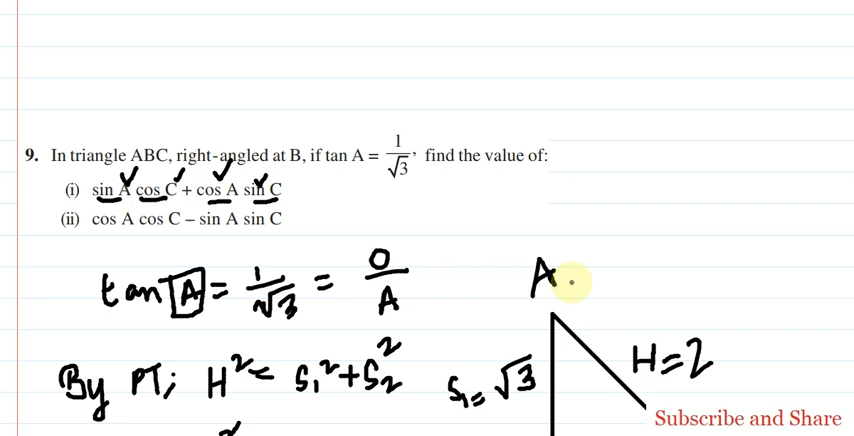 9. In triangle ABC, right-angled at B, if tan A = 1/√3, find the value of:
(i) sin A cos C + cos A sin C
(ii) cos A cos C – sin A sin C
tan A = 1/√3 = O/A
A
By PT; H² = S₁² + S₂²
S₁ = √3
H = 2
Subscribe and Share